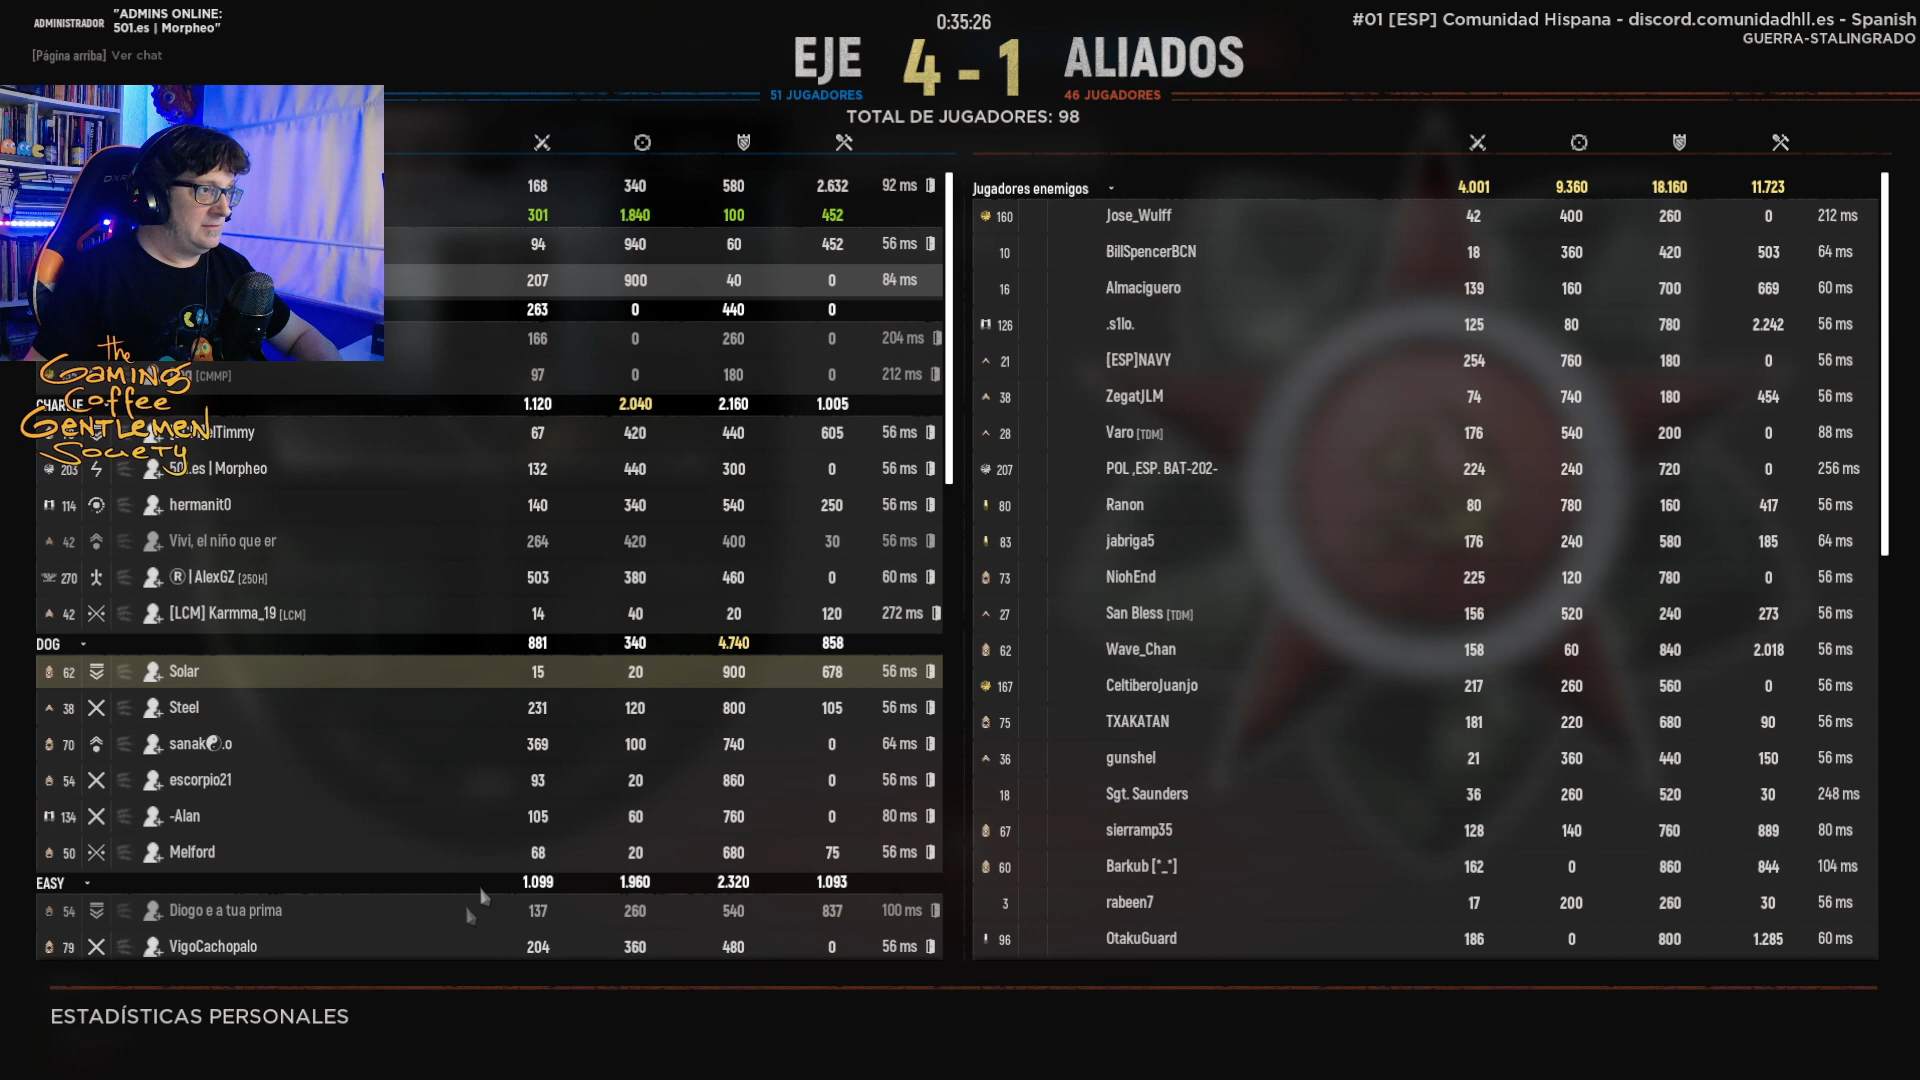 ADMINISTRADOR "ADMINS ONLINE:
501.es | Morpheo"
[Página arriba] Ver chat
0:35:26
EJE 4 - 1 ALIADOS
51 JUGADORES 46 JUGADORES
TOTAL DE JUGADORES: 98
#01 [ESP] Comunidad Hispana - discord.comunidadhll.es - Spanish
GUERRA-STALINGRADO
168 340 580 2.632 92 ms
301 1.840 100 452
94 940 60 452 56 ms
207 900 40 0 84 ms
263 0 440 0
166 0 260 0 204 ms
[CMMP] 97 0 180 0 212 ms
The Gaming Coffee Gentlemen Society
CHARLIE 1.120 2.040 2.160 1.005
elTimmy 67 420 440 605 56 ms
203 501.es | Morpheo 132 440 300 0 56 ms
114 hermanit0 140 340 540 250 56 ms
42 Vivi, el niño que er 264 420 400 30 56 ms
270 Ⓡ | AlexGZ [250H] 503 380 460 0 60 ms
42 [LCM] Karmma_19 [LCM] 14 40 20 120 272 ms
DOG 881 340 4.740 858
62 Solar 15 20 900 678 56 ms
38 Steel 231 120 800 105 56 ms
70 sanak☯.o 369 100 740 0 64 ms
54 escorpio21 93 20 860 0 56 ms
134 -Alan 105 60 760 0 80 ms
50 Melford 68 20 680 75 56 ms
EASY 1.099 1.960 2.320 1.093
54 Diogo e a tua prima 137 260 540 837 100 ms
79 VigoCachopalo 204 360 480 0 56 ms
Jugadores enemigos 4.001 9.360 18.160 11.723
160 Jose_Wulff 42 400 260 0 212 ms
10 BillSpencerBCN 18 360 420 503 64 ms
16 Almaciguero 139 160 700 669 60 ms
126 .s1lo. 125 80 780 2.242 56 ms
21 [ESP]NAVY 254 760 180 0 56 ms
38 ZegatJLM 74 740 180 454 56 ms
28 Varo [TDM] 176 540 200 0 88 ms
207 POL ,ESP. BAT-202- 224 240 720 0 256 ms
80 Ranon 80 780 160 417 56 ms
83 jabriga5 176 240 580 185 64 ms
73 NiohEnd 225 120 780 0 56 ms
27 San Bless [TDM] 156 520 240 273 56 ms
62 Wave_Chan 158 60 840 2.018 56 ms
167 CeltiberoJuanjo 217 260 560 0 56 ms
75 TXAKATAN 181 220 680 90 56 ms
36 gunshel 21 360 440 150 56 ms
18 Sgt. Saunders 36 260 520 30 248 ms
67 sierramp35 128 140 760 889 80 ms
60 Barkub [*_*] 162 0 860 844 104 ms
3 rabeen7 17 200 260 30 56 ms
96 OtakuGuard 186 0 800 1.285 60 ms
ESTADÍSTICAS PERSONALES